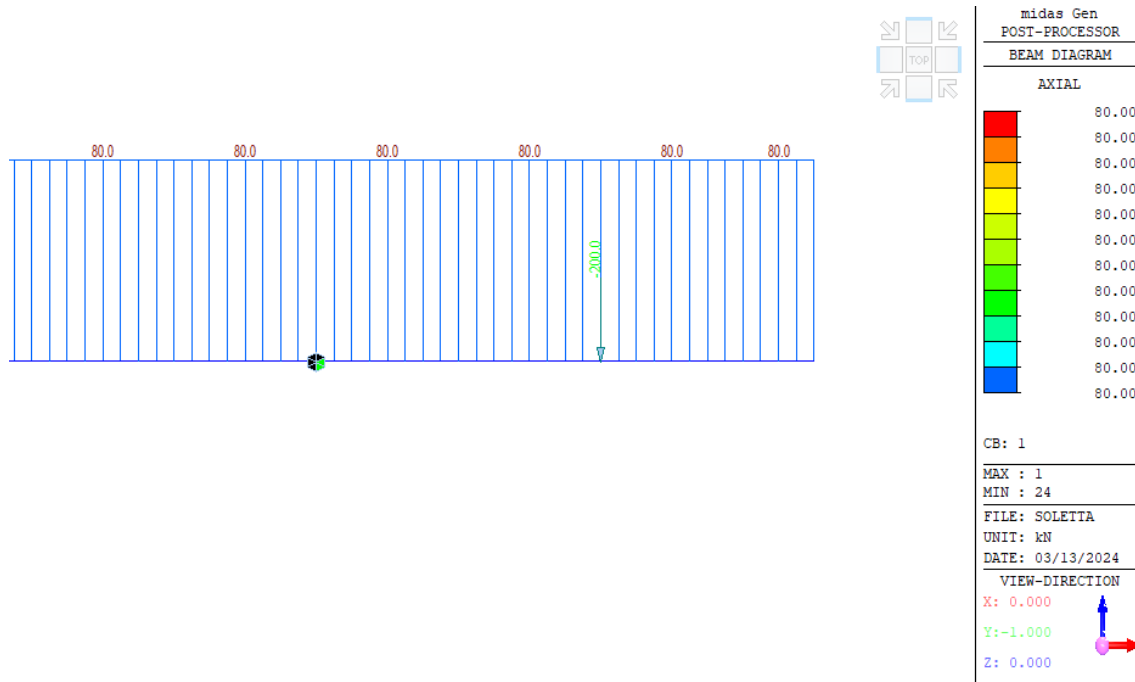 midas Gen
POST-PROCESSOR
BEAM DIAGRAM
AXIAL
80.00
80.00
80.00
80.00
80.00
80.00
80.00
80.00
80.00
80.00
80.00
80.00
CB: 1
MAX : 1
MIN : 24
FILE: SOLETTA
UNIT: kN
DATE: 03/13/2024
VIEW-DIRECTION
X: 0.000
Y:-1.000
Z: 0.000
TOP
80.0 80.0 80.0 80.0 80.0 80.0
-200.0